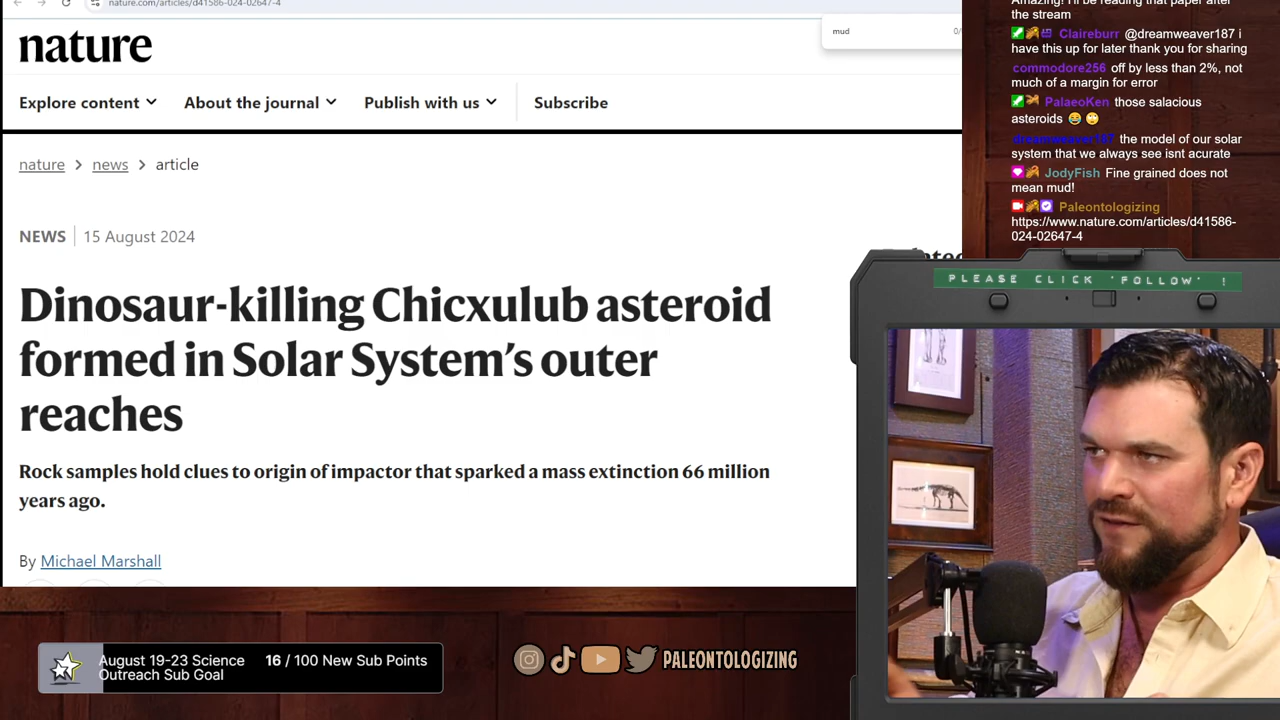 nature.com/articles/d41586-024-02647-4
mud
nature
Explore content
About the journal
Publish with us
Subscribe
nature > news > article
NEWS
15 August 2024
Dinosaur-killing Chicxulub asteroid
formed in Solar System's outer
reaches
Rock samples hold clues to origin of impactor that sparked a mass extinction 66 million
years ago.
By Michael Marshall
Amazing! I'll be reading that paper after
the stream
Claireburr @dreamweaver187 i
have this up for later thank you for sharing
commodore256 off by less than 2%, not
much of a margin for error
PalaeoKen those salacious
asteroids 😂 🙄
dreamweaver187 the model of our solar
system that we always see isnt acurate
JodyFish Fine grained does not
mean mud!
Paleontologizing
https://www.nature.com/articles/d41586-
024-02647-4
PLEASE CLICK 'FOLLOW' !
August 19-23 Science
Outreach Sub Goal
16 / 100 New Sub Points
PALEONTOLOGIZING